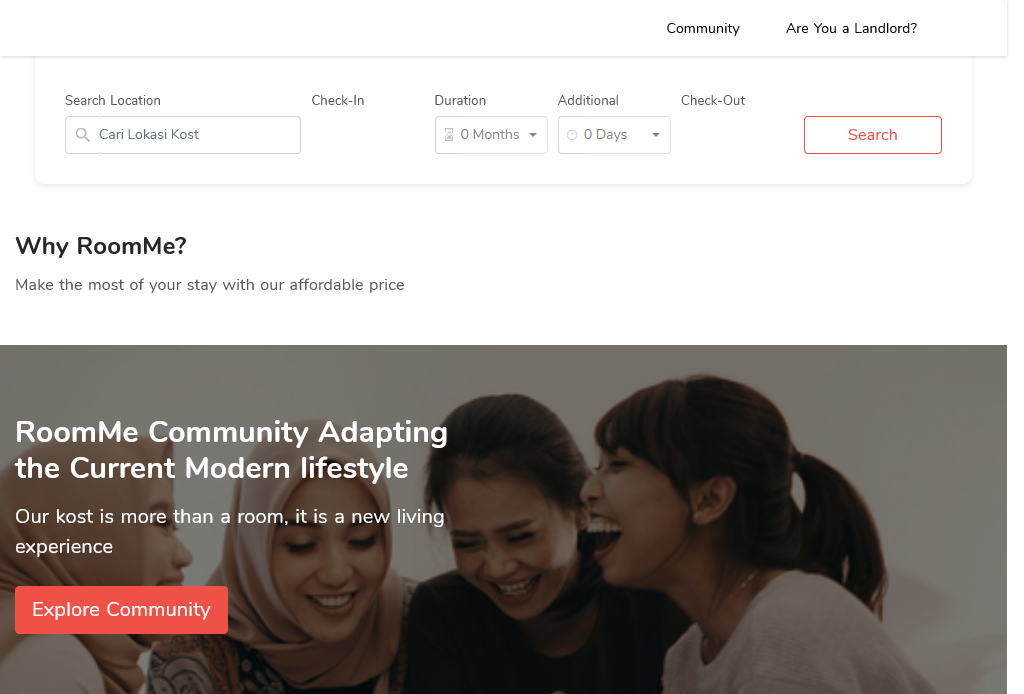 Community Are You a Landlord?
Search Location Check-In Duration Additional Check-Out
Cari Lokasi Kost 0 Months 0 Days Search
Why RoomMe?
Make the most of your stay with our affordable price
RoomMe Community Adapting
the Current Modern lifestyle
Our kost is more than a room, it is a new living
experience
Explore Community